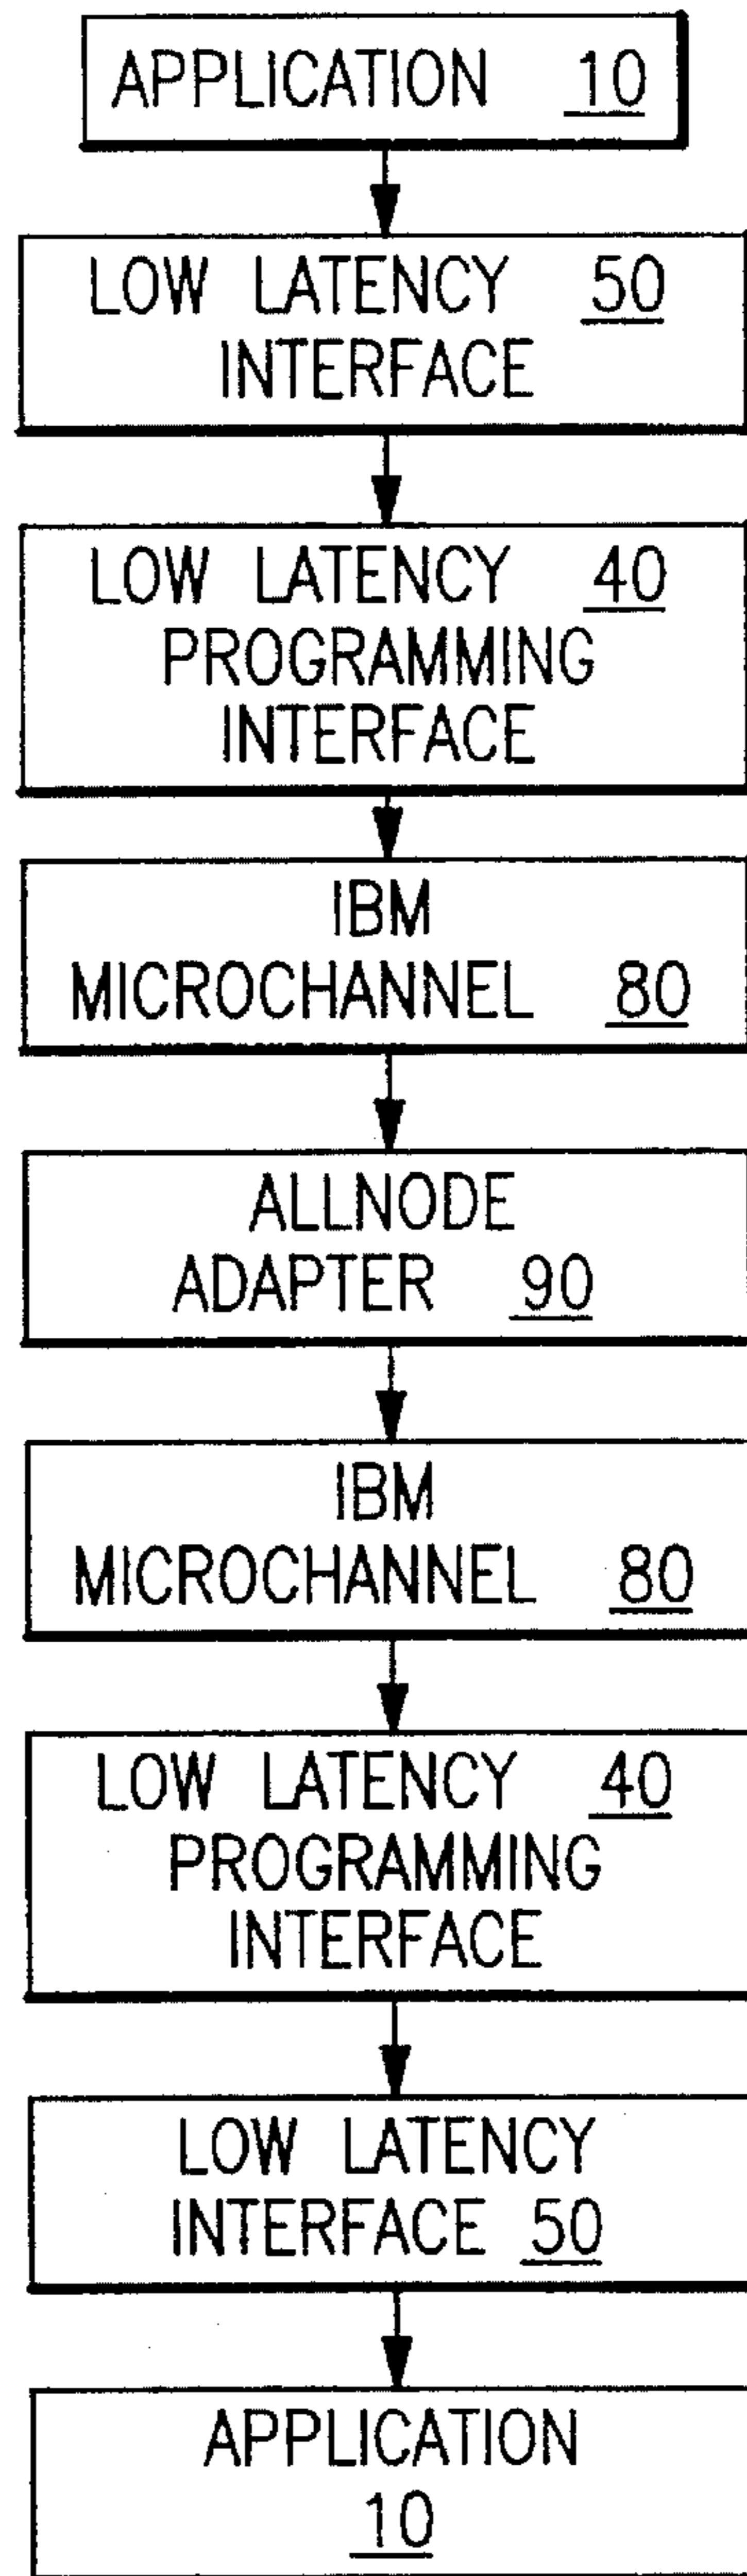 APPLICATION 10
LOW LATENCY 50
INTERFACE
LOW LATENCY 40
PROGRAMMING
INTERFACE
IBM
MICROCHANNEL 80
ALLNODE
ADAPTER 90
IBM
MICROCHANNEL 80
LOW LATENCY 40
PROGRAMMING
INTERFACE
LOW LATENCY
INTERFACE 50
APPLICATION
10